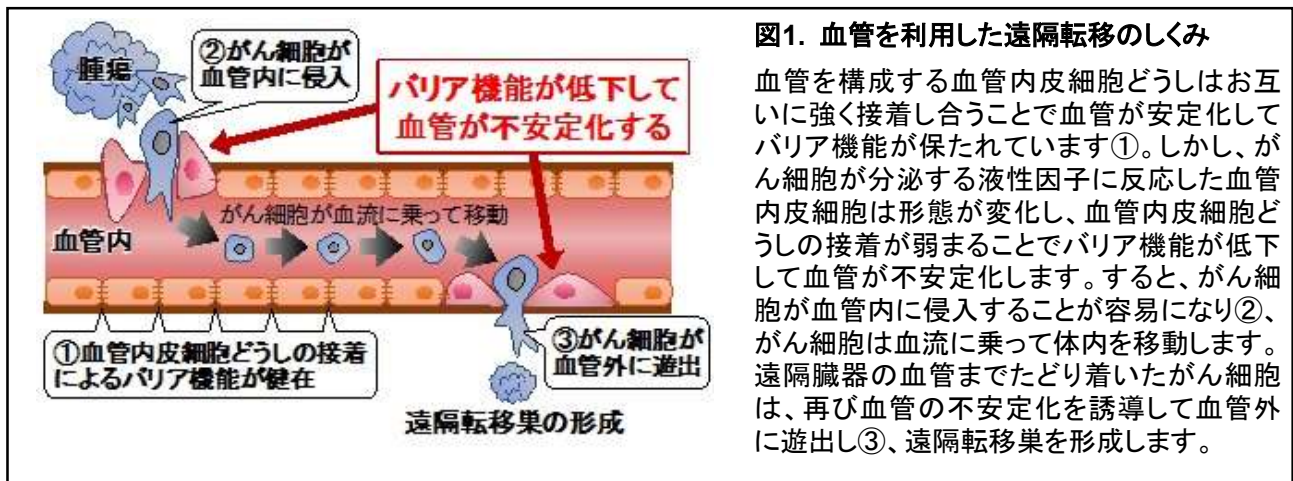 腫瘍
②がん細胞が
血管内に侵入
バリア機能が低下して
血管が不安定化する
がん細胞が血流に乗って移動
血管内
①血管内皮細胞どうしの接着
によるバリア機能が健在
③がん細胞が
血管外に遊出
遠隔転移巣の形成
図1. 血管を利用した遠隔転移のしくみ
血管を構成する血管内皮細胞どうしはお互
いに強く接着し合うことで血管が安定化して
バリア機能が保たれています①。しかし、が
ん細胞が分泌する液性因子に反応した血管
内皮細胞は形態が変化し、血管内皮細胞ど
うしの接着が弱まることでバリア機能が低下
して血管が不安定化します。すると、がん細
胞が血管内に侵入することが容易になり②、
がん細胞は血流に乗って体内を移動します。
遠隔臓器の血管までたどり着いたがん細胞
は、再び血管の不安定化を誘導して血管外
に遊出し③、遠隔転移巣を形成します。